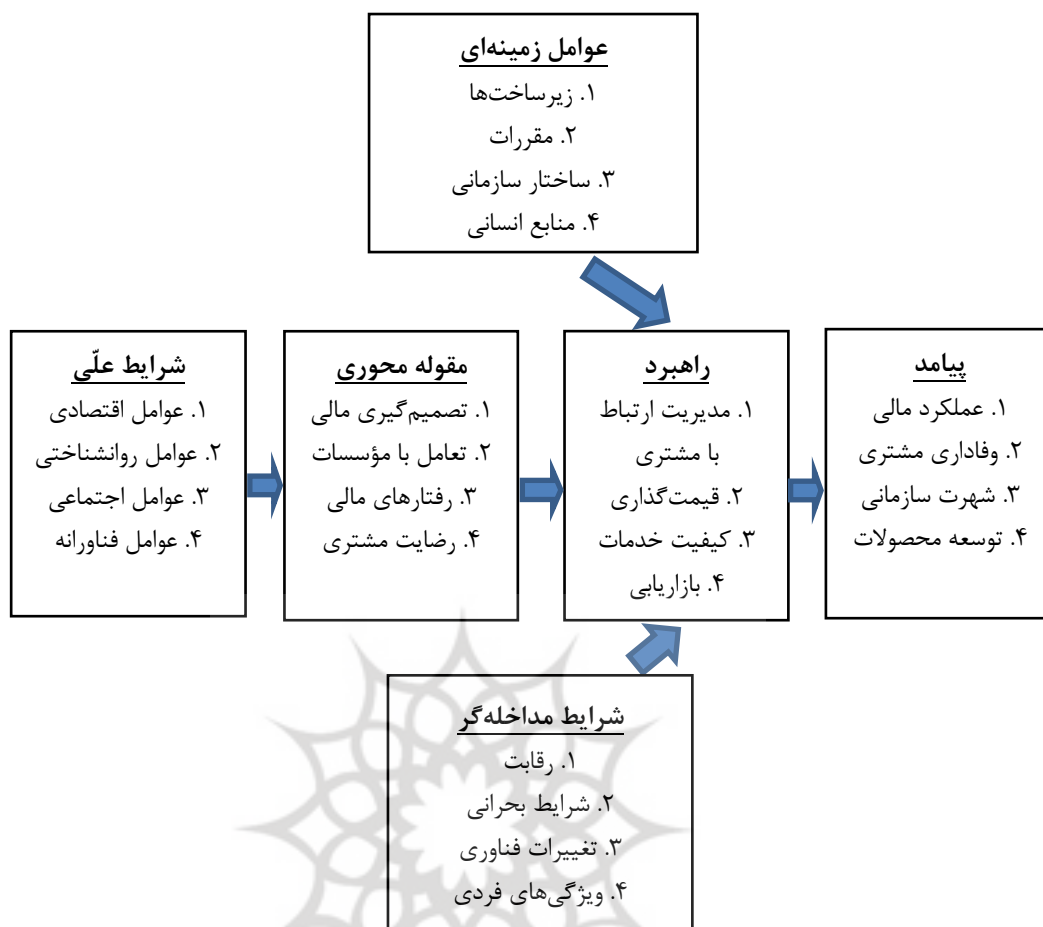 عوامل زمینه‌ای
۱. زیرساخت‌ها
۲. مقررات
۳. ساختار سازمانی
۴. منابع انسانی
شرایط علّی
۱. عوامل اقتصادی
۲. عوامل روانشناختی
۳. عوامل اجتماعی
۴. عوامل فناورانه
مقوله محوری
۱. تصمیم‌گیری مالی
۲. تعامل با مؤسسات
۳. رفتارهای مالی
۴. رضایت مشتری
راهبرد
۱. مدیریت ارتباط
با مشتری
۲. قیمت‌گذاری
۳. کیفیت خدمات
۴. بازاریابی
پیامد
۱. عملکرد مالی
۲. وفاداری مشتری
۳. شهرت سازمانی
۴. توسعه محصولات
شرایط مداخله‌گر
۱. رقابت
۲. شرایط بحرانی
۳. تغییرات فناوری
۴. ویژگی‌های فردی